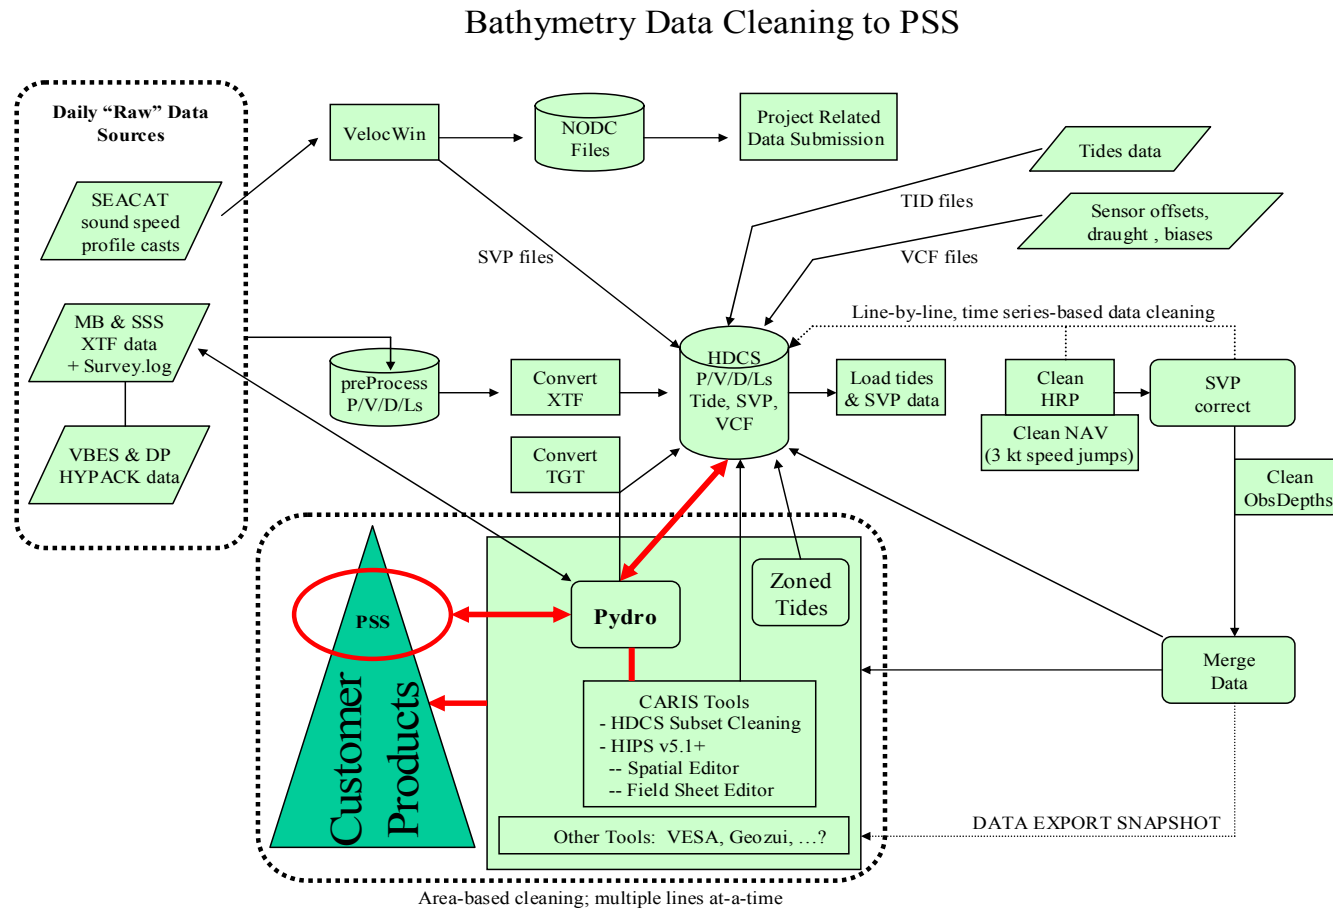 Bathymetry Data Cleaning to PSS
Daily “Raw” Data
Sources
SEACAT
sound speed
profile casts
MB & SSS
XTF data
+ Survey.log
VBES & DP
HYPACK data
VelocWin
NODC
Files
Project Related
Data Submission
Tides data
Sensor offsets,
draught , biases
TID files
VCF files
SVP files
Line-by-line, time series-based data cleaning
preProcess
P/V/D/Ls
Convert
XTF
Convert
TGT
HDCS
P/V/D/Ls
Tide, SVP,
VCF
Load tides
& SVP data
Clean
HRP
Clean NAV
(3 kt speed jumps)
SVP
correct
Clean
ObsDepths
Merge
Data
Zoned
Tides
Pydro
PSS
Customer
Products
CARIS Tools
- HDCS Subset Cleaning
- HIPS v5.1+
-- Spatial Editor
-- Field Sheet Editor
Other Tools: VESA, Geozui, …?
DATA EXPORT SNAPSHOT
Area-based cleaning; multiple lines at-a-time